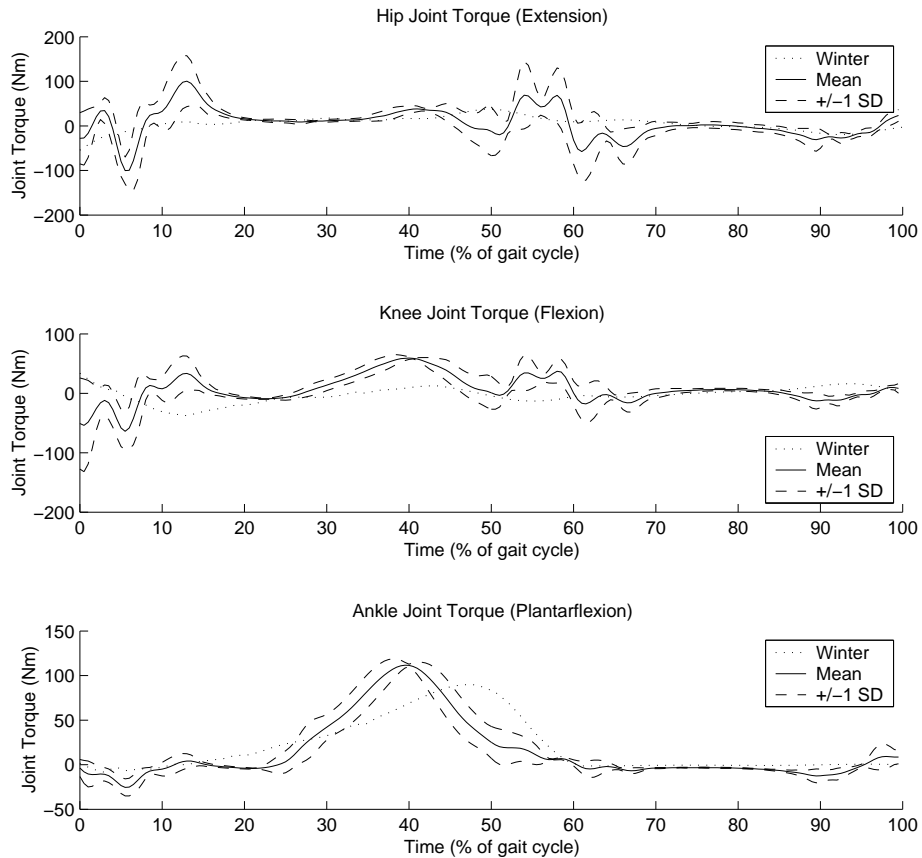 Hip Joint Torque (Extension)
200
100
0
−100
−200
Joint Torque (Nm)
Winter
Mean
+/−1 SD
0 10 20 30 40 50 60 70 80 90 100
Time (% of gait cycle)
Knee Joint Torque (Flexion)
100
0
−100
−200
Joint Torque (Nm)
Winter
Mean
+/−1 SD
0 10 20 30 40 50 60 70 80 90 100
Time (% of gait cycle)
Ankle Joint Torque (Plantarflexion)
150
100
50
0
−50
Joint Torque (Nm)
Winter
Mean
+/−1 SD
0 10 20 30 40 50 60 70 80 90 100
Time (% of gait cycle)